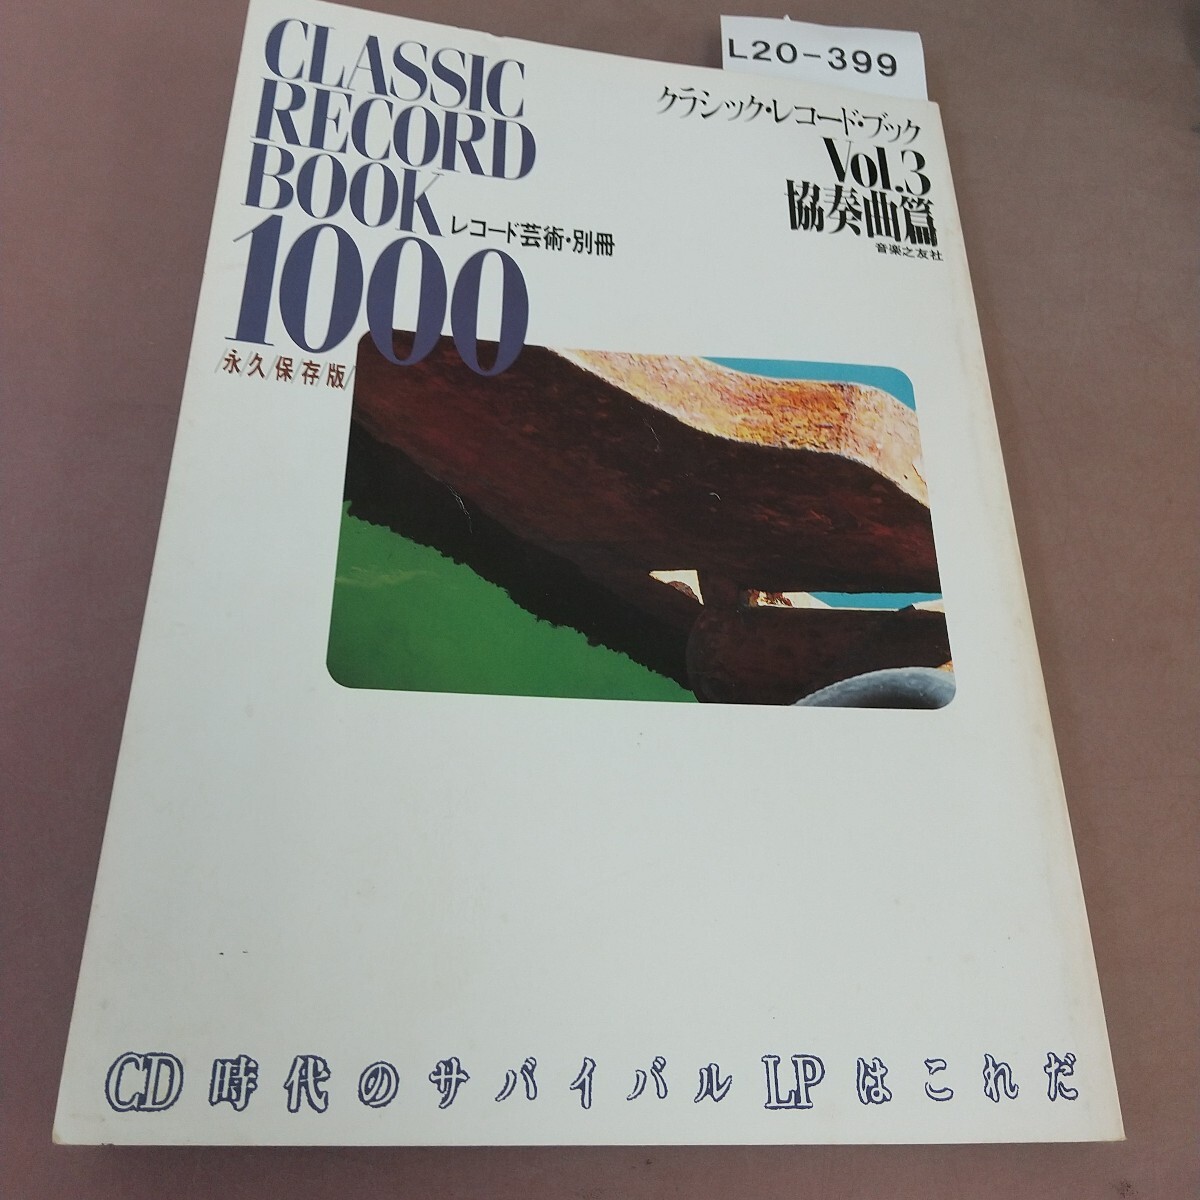 L20-399
CLASSIC
RECORD
BOOK
1000
レコード芸術・別冊
永久保存版
クラシック・レコード・ブック
Vol.3
協奏曲篇
音楽之友社
CD時代のサバイバルLPはこれだ